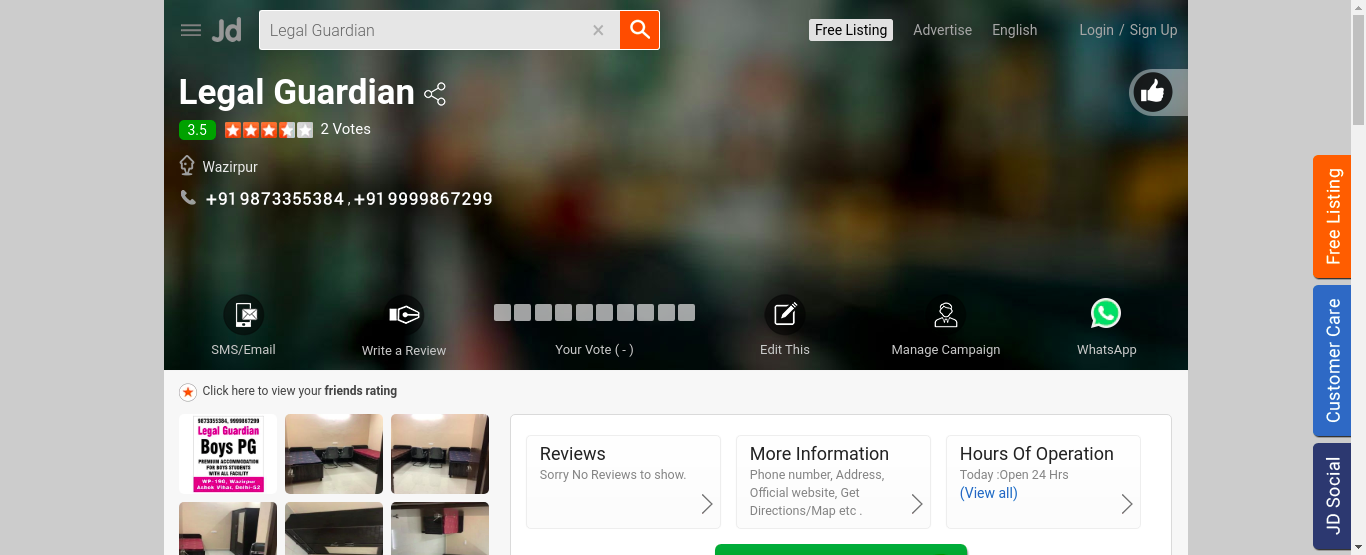 Jd
Legal Guardian
Free Listing
Advertise
English
Login / Sign Up
Legal Guardian
3.5
2 Votes
Wazirpur
+919873355384 , +919999867299
SMS/Email
Write a Review
Your Vote ( - )
Edit This
Manage Campaign
WhatsApp
Click here to view your friends rating
9873355384, 9999867299
Legal Guardian
Boys PG
PREMIUM ACCOMMODATION
FOR BOYS STUDENTS
WITH ALL FACILITY
WP-190, Wazirpur
Ashok Vihar, Delhi-52
Reviews
Sorry No Reviews to show.
More Information
Phone number, Address,
Official website, Get
Directions/Map etc .
Hours Of Operation
Today :Open 24 Hrs
(View all)
Free Listing
Customer Care
JD Social